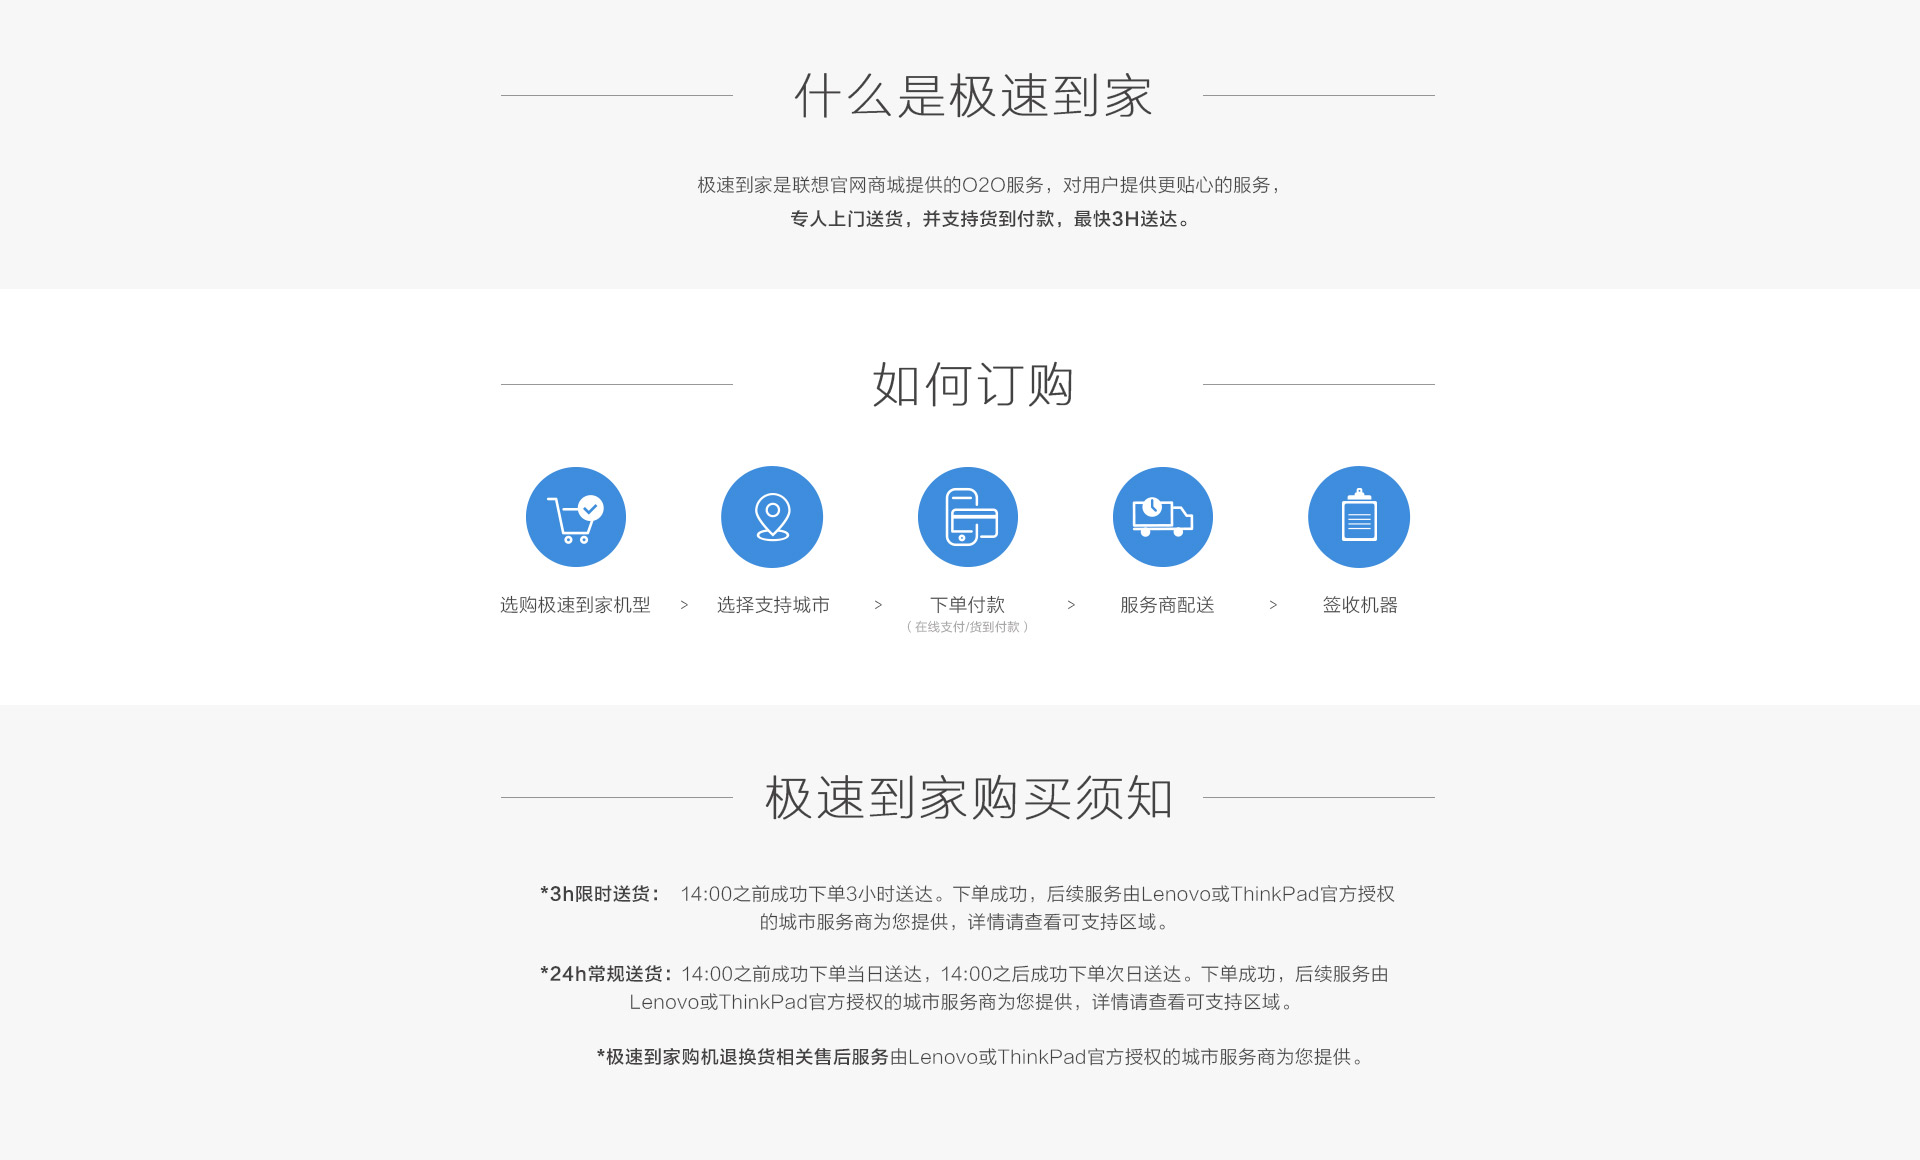 什么是极速到家
极速到家是联想官网商城提供的O2O服务，对用户提供更贴心的服务，
专人上门送货，并支持货到付款，最快3H送达。
如何订购
选购极速到家机型 > 选择支持城市 > 下单付款 > 服务商配送 > 签收机器
（在线支付/货到付款）
极速到家购买须知
*3h限时送货： 14:00之前成功下单3小时送达。下单成功，后续服务由Lenovo或ThinkPad官方授权
的城市服务商为您提供，详情请查看可支持区域。
*24h常规送货：14:00之前成功下单当日送达，14:00之后成功下单次日送达。下单成功，后续服务由
Lenovo或ThinkPad官方授权的城市服务商为您提供，详情请查看可支持区域。
*极速到家购机退换货相关售后服务由Lenovo或ThinkPad官方授权的城市服务商为您提供。